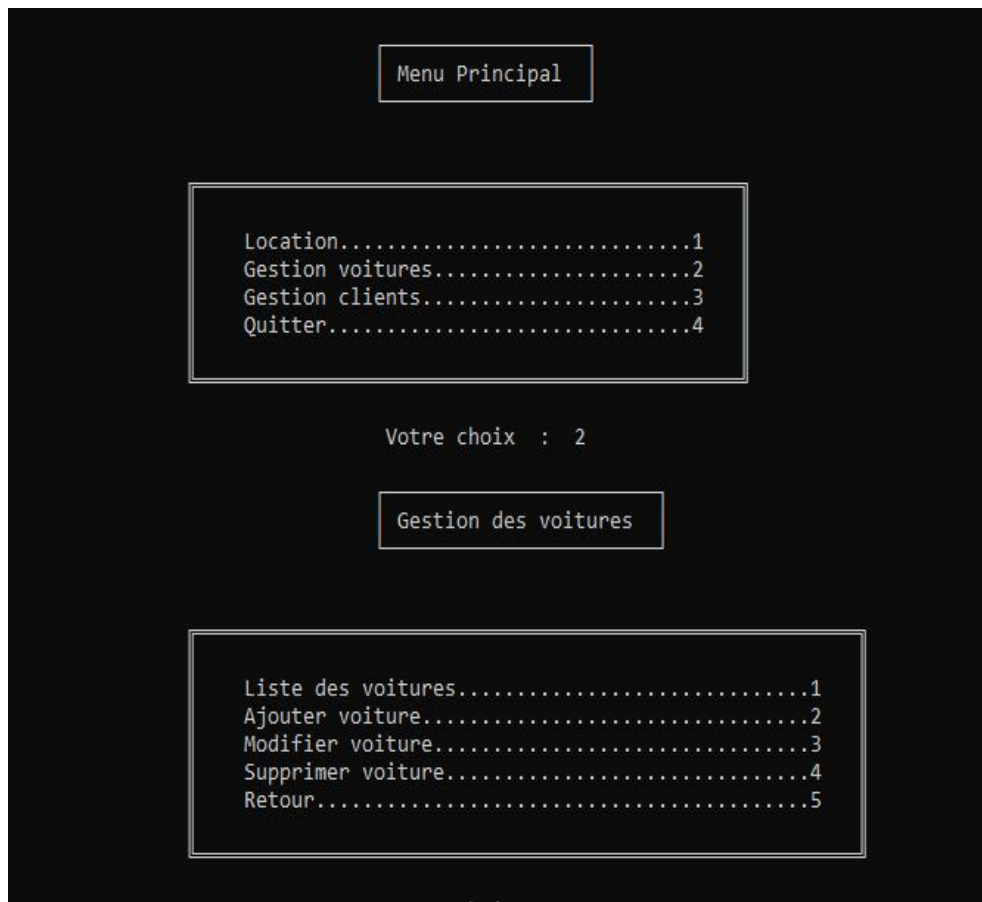 Menu Principal
Location..............................1
Gestion voitures......................2
Gestion clients.......................3
Quitter...............................4
Votre choix : 2
Gestion des voitures
Liste des voitures..............................1
Ajouter voiture.................................2
Modifier voiture................................3
Supprimer voiture...............................4
Retour..........................................5